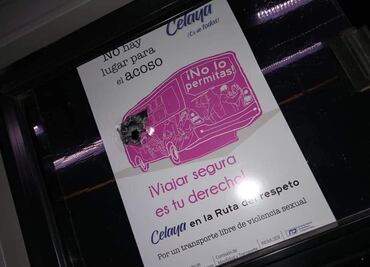 Celaya
¡Es de todos!
¡No hay
lugar para
el acoso
¡No lo
permitas!
¡Viajar segura
es tu derecho!
Celaya en la Ruta del respeto
Por un transporte libre de violencia sexual